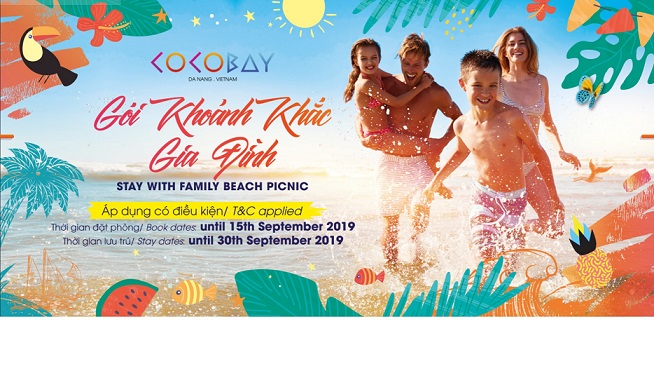 COCOBAY
DA NANG . VIETNAM
Gói Khoảnh Khắc
Gia Đình
STAY WITH FAMILY BEACH PICNIC
Áp dụng có điều kiện/ T&C applied
Thời gian đặt phòng/ Book dates: until 15th September 2019
Thời gian lưu trú/ Stay dates: until 30th September 2019